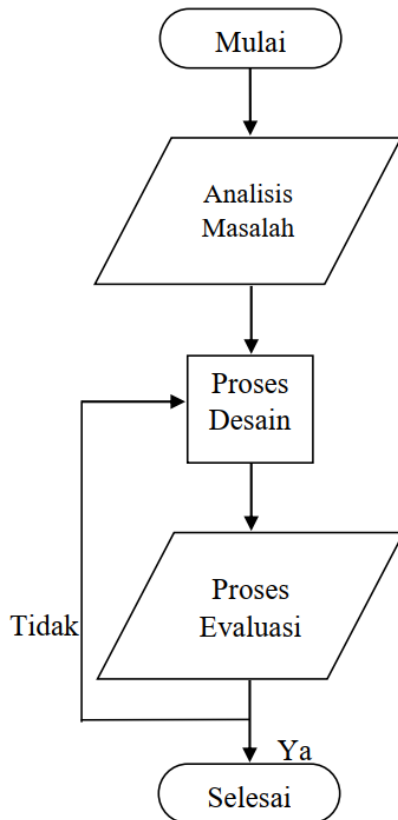 Mulai
Analisis
Masalah
Proses
Desain
Proses
Evaluasi
Tidak
Ya
Selesai